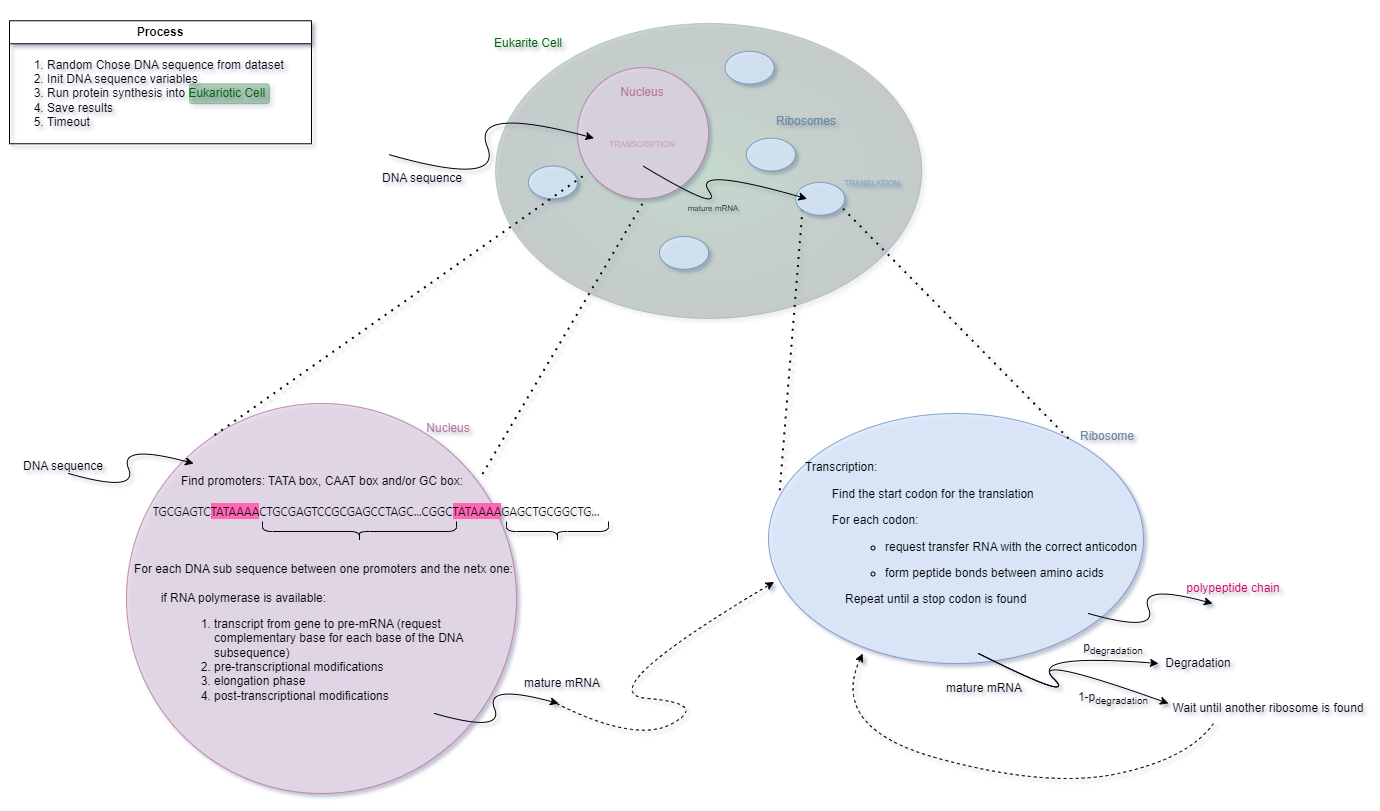 Process
1. Random Chose DNA sequence from dataset
2. Init DNA sequence variables
3. Run protein synthesis into Eukariotic Cell
4. Save results
5. Timeout
Eukarite Cell
Nucleus
TRANSCRIPTION
Ribosomes
TRANSLATION
DNA sequence
mature mRNA
Nucleus
DNA sequence
Find promoters: TATA box, CAAT box and/or GC box:
TGCGAGTCTATAAAACTGCGAGTCCGCGAGCCTAGC...CGGCTATAAAAGAGCTGCGGCTG...
For each DNA sub sequence between one promoters and the netx one:
if RNA polymerase is available:
1. transcript from gene to pre-mRNA (request
complementary base for each base of the DNA
subsequence)
2. pre-transcriptional modifications
3. elongation phase
4. post-transcriptional modifications
mature mRNA
Ribosome
Transcription:
Find the start codon for the translation
For each codon:
request transfer RNA with the correct anticodon
form peptide bonds between amino acids
Repeat until a stop codon is found
polypeptide chain
mature mRNA
pdegradation
Degradation
1-pdegradation
Wait until another ribosome is found